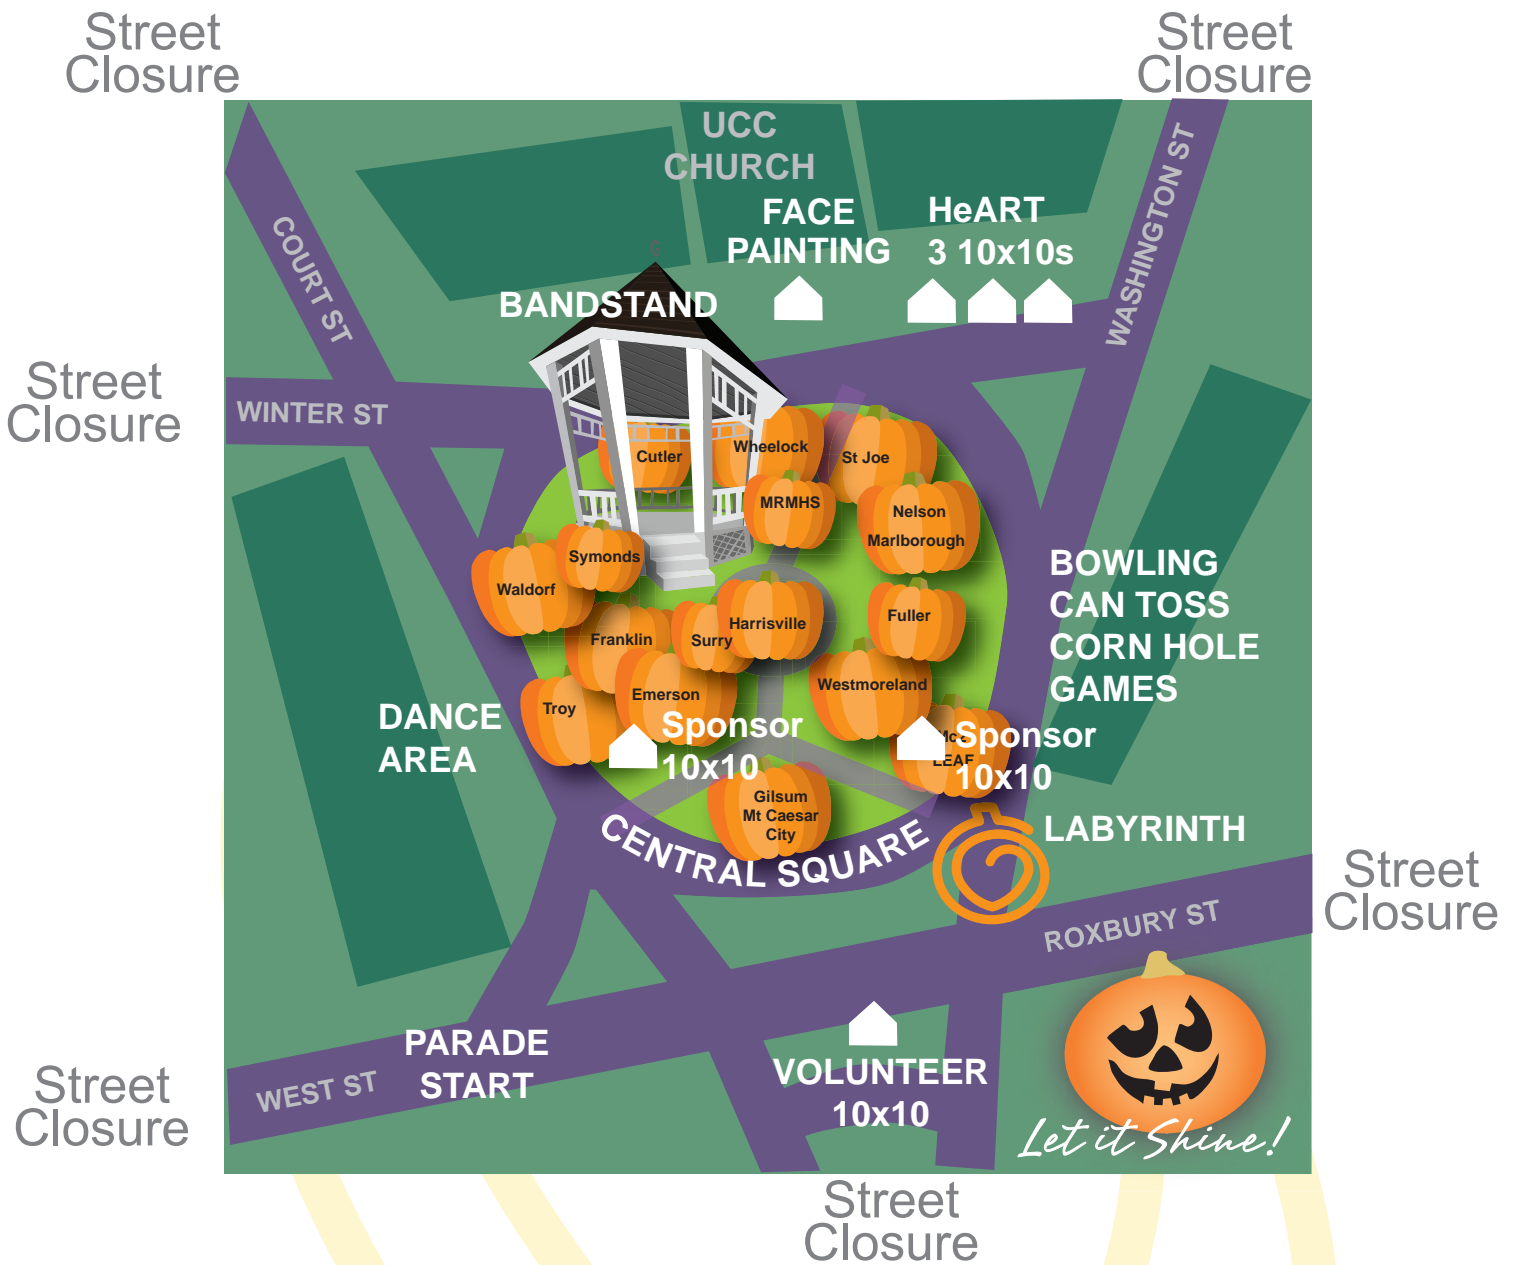 Street
Closure
Street
Closure
UCC
CHURCH
FACE
PAINTING
HeART
3 10x10s
WASHINGTON ST
COURT ST
BANDSTAND
Street
Closure
WINTER ST
Cutler
Wheelock
St Joe
MRMHS
Nelson
Marlborough
Symonds
Waldorf
BOWLING
CAN TOSS
CORN HOLE
GAMES
Franklin
Surry
Harrisville
Fuller
Emerson
Westmoreland
Troy
DANCE
AREA
Sponsor
10x10
LEAF
Sponsor
10x10
Gilsum
Mt Caesar
City
CENTRAL SQUARE
LABYRINTH
Street
Closure
ROXBURY ST
PARADE
START
WEST ST
Street
Closure
VOLUNTEER
10x10
Let it Shine!
Street
Closure